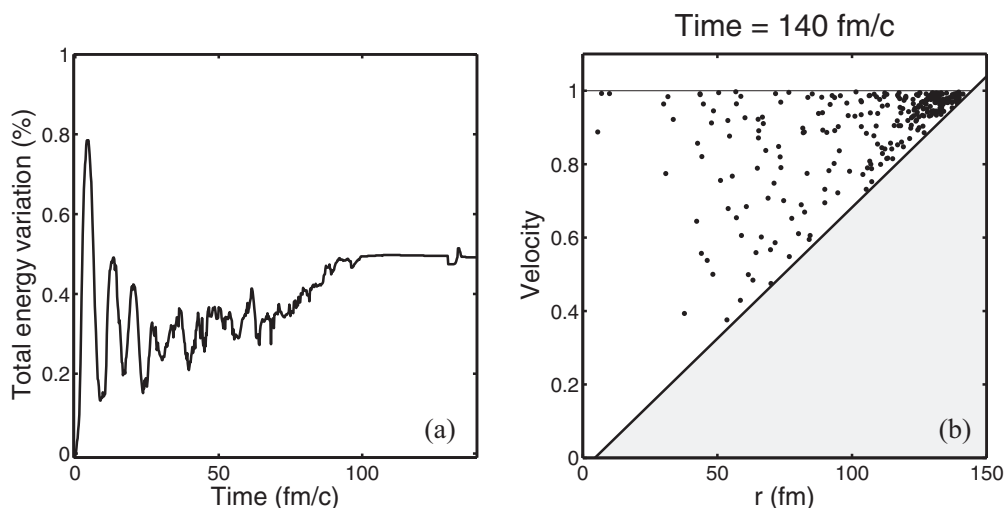 Time = 140 fm/c
1
0.8
0.6
0.4
0.2
0
0
50
100
Total energy variation (%)
Time (fm/c)
(a)
1
0.8
0.6
0.4
0.2
0
0
50
100
150
Velocity
r (fm)
(b)